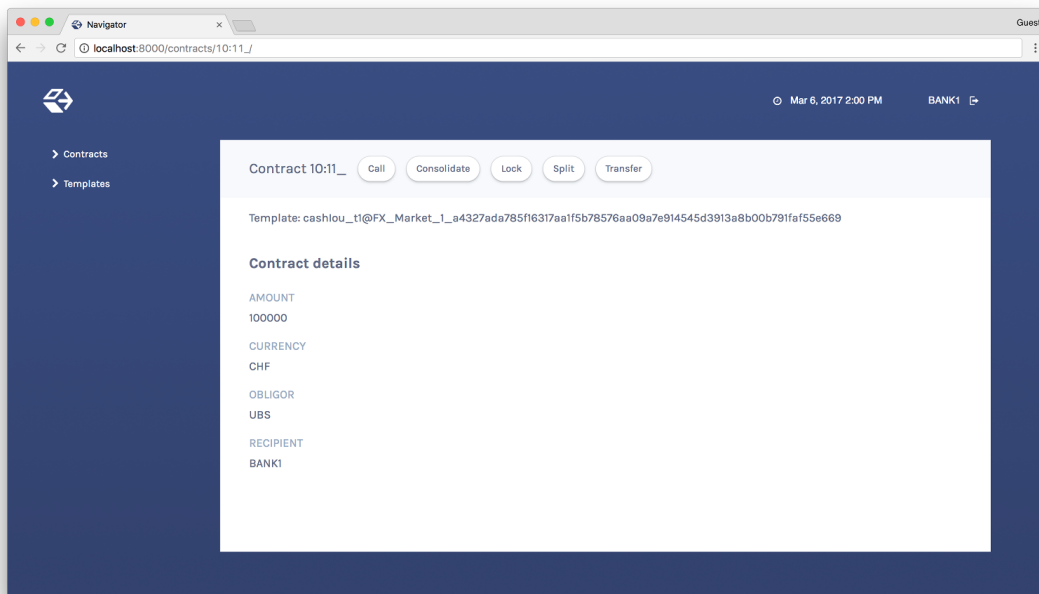 Navigator
Guest
localhost:8000/contracts/10:11_/
Mar 6, 2017 2:00 PM
BANK1
Contracts
Templates
Contract 10:11_
Call
Consolidate
Lock
Split
Transfer
Template: cashIou_t1@FX_Market_1_a4327ada785f16317aa1f5b78576aa09a7e914545d3913a8b00b791faf55e669
Contract details
AMOUNT
100000
CURRENCY
CHF
OBLIGOR
UBS
RECIPIENT
BANK1